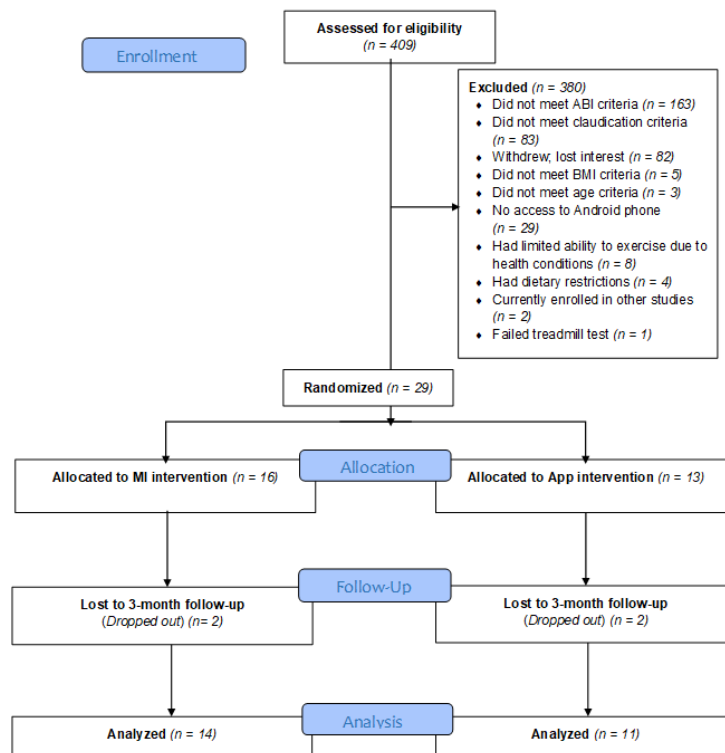 Assessed for eligibility
(n = 409)
Enrollment
Excluded (n = 380)
♦ Did not meet ABI criteria (n = 163)
♦ Did not meet claudication criteria
(n = 83)
♦ Withdrew; lost interest (n = 82)
♦ Did not meet BMI criteria (n = 5)
♦ Did not meet age criteria (n = 3)
♦ No access to Android phone
(n = 29)
♦ Had limited ability to exercise due to
health conditions (n = 8)
♦ Had dietary restrictions (n = 4)
♦ Currently enrolled in other studies
(n = 2)
♦ Failed treadmill test (n = 1)
Randomized (n = 29)
Allocation
Allocated to MI intervention (n = 16)
Allocated to App intervention (n = 13)
Follow-Up
Lost to 3-month follow-up
(Dropped out) (n= 2)
Lost to 3-month follow-up
(Dropped out) (n = 2)
Analysis
Analyzed (n = 14)
Analyzed (n = 11)